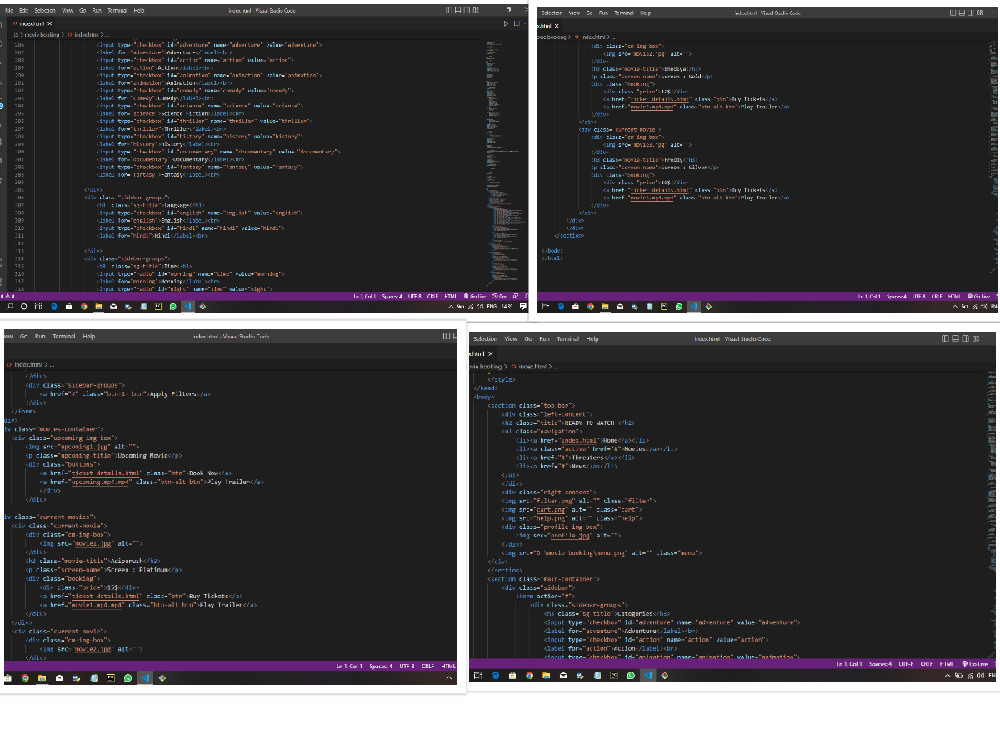 File Edit Selection View Go Run Terminal Help index.html - Visual Studio Code
index.html
D: > movie booking > index.html > ...
286 <input type="checkbox" id="adventure" name="adventure" value="adventure">
287 <label for="adventure">Adventure</label><br>
288 <input type="checkbox" id="action" name="action" value="action">
289 <label for="action">Action</label><br>
290 <input type="checkbox" id="animation" name="animation" value="animation">
291 <label for="animation">Animation</label><br>
292 <input type="checkbox" id="comedy" name="comedy" value="comedy">
293 <label for="comedy">Comedy</label><br>
294 <input type="checkbox" id="science" name="science" value="science">
295 <label for="science">Science Fiction</label><br>
296 <input type="checkbox" id="thriller" name="thriller" value="thriller">
297 <label for="thriller">Thriller</label><br>
298 <input type="checkbox" id="history" name="history" value="history">
299 <label for="history">History</label><br>
300 <input type="checkbox" id="documentary" name="documentary" value="documentary">
301 <label for="documentary">Documentary</label><br>
302 <input type="checkbox" id="fantasy" name="fantasy" value="fantasy">
303 <label for="fantasy">Fantasy</label><br>
304
305 </div>
306 <div class="sidebar-groups">
307 <h3 class="sg-title">Language</h3>
308 <input type="checkbox" id="english" name="english" value="english">
309 <label for="english">English</label><br>
310 <input type="checkbox" id="hindi" name="hindi" value="hindi">
311 <label for="hindi">Hindi</label><br>
312
313 </div>
314 <div class="sidebar-groups">
315 <h3 class="sg-title">Time</h3>
316 <input type="radio" id="morning" name="time" value="morning">
317 <label for="morning">Morning</label><br>
318 <input type="radio" id="night" name="time" value="night">
0 0 Ln 1, Col 1 Spaces: 4 UTF-8 CRLF HTML Go Live 0m
ENG 14:39
Selection View Go Run Terminal Help index.html - Visual Studio Code
.html
ovie booking > index.html > ...
<div class="cm-img-box">
<img src="movie2.jpg" alt="">
</div>
<h3 class="movie-title">Bhediya</h3>
<p class="screen-name">Screen : Gold</p>
<div class="booking">
<div class="price">12$</div>
<a href="ticket details.html" class="btn">Buy Tickets</a>
<a href="movie2.mp4.mp4" class="btn-alt btn">Play Trailer</a>
</div>
</div>
<div class="current-movie">
<div class="cm-img-box">
<img src="movie3.jpg" alt="">
</div>
<h3 class="movie-title">Freddy</h3>
<p class="screen-name">Screen : Silver</p>
<div class="booking">
<div class="price">10$</div>
<a href="ticket details.html" class="btn">Buy Tickets</a>
<a href="movie3.mp4.mp4" class="btn-alt btn">Play Trailer</a>
</div>
</div>
</div>
</div>
</section>
</body>
</html>
Ln 1, Col 1 Spaces: 4 UTF-8 CRLF HTML Go Live
EN
ew Go Run Terminal Help index.html - Visual Studio Code
index.html > ...
</div>
<div class="sidebar-groups">
<a href="#" class="btn-1- btn">Apply Filters</a>
</div>
</form>
div>
iv class="movies-container">
<div class="upcoming-img-box">
<img src="upcoming1.jpg" alt="">
<p class="upcoming-title">Upcoming Movie</p>
<div class="buttons">
<a href="ticket details.html" class="btn">Book Now</a>
<a href="upcoming.mp4.mp4" class="btn-alt btn">Play Trailer</a>
</div>
</div>
iv class="current-movies">
<div class="current-movie">
<div class="cm-img-box">
<img src="movie1.jpg" alt="">
</div>
<h3 class="movie-title">Adipurush</h3>
<p class="screen-name">Screen : Platinum</p>
<div class="booking">
<div class="price">15$</div>
<a href="ticket details.html" class="btn">Buy Tickets</a>
<a href="movie1.mp4.mp4" class="btn-alt btn">Play Trailer</a>
</div>
</div>
<div class="current-movie">
<div class="cm-img-box">
<img src="movie2.jpg" alt="">
</div>
Ln 1, Col 1 Spaces: 4 UTF-8 CRLF HTML
Selection View Go Run Terminal Help index.html - Visual Studio Code
.html
ovie booking > index.html > ...
</style>
</head>
<body>
<section class="top-bar">
<div class="left-content">
<h2 class="title">READY TO WATCH </h2>
<ul class="navigation">
<li><a href="index.html">Home</a></li>
<li><a class="active" href="#">Movies</a></li>
<li><a href="#">Threaters</a></li>
<li><a href="#">News</a></li>
</ul>
</div>
<div class="right-content">
<img src="filter.png" alt="" class="filter">
<img src="cart.png" alt="" class="cart">
<img src="help.png" alt="" class="help">
<div class="profile-img-box">
<img src="profile.jpg" alt="">
</div>
<img src="D:\movie booking\menu.png" alt="" class="menu">
</div>
</section>
<section class="main-container">
<div class="sidebar">
<form action="#">
<div class="sidebar-groups">
<h3 class="sg-title">Categories</h3>
<input type="checkbox" id="adventure" name="adventure" value="adventure">
<label for="adventure">Adventure</label><br>
<input type="checkbox" id="action" name="action" value="action">
<label for="action">Action</label><br>
<input type="checkbox" id="animation" name="animation" value="animation">
Ln 1, Col 1 Spaces: 4 UTF-8 CRLF HTML Go Live
EN